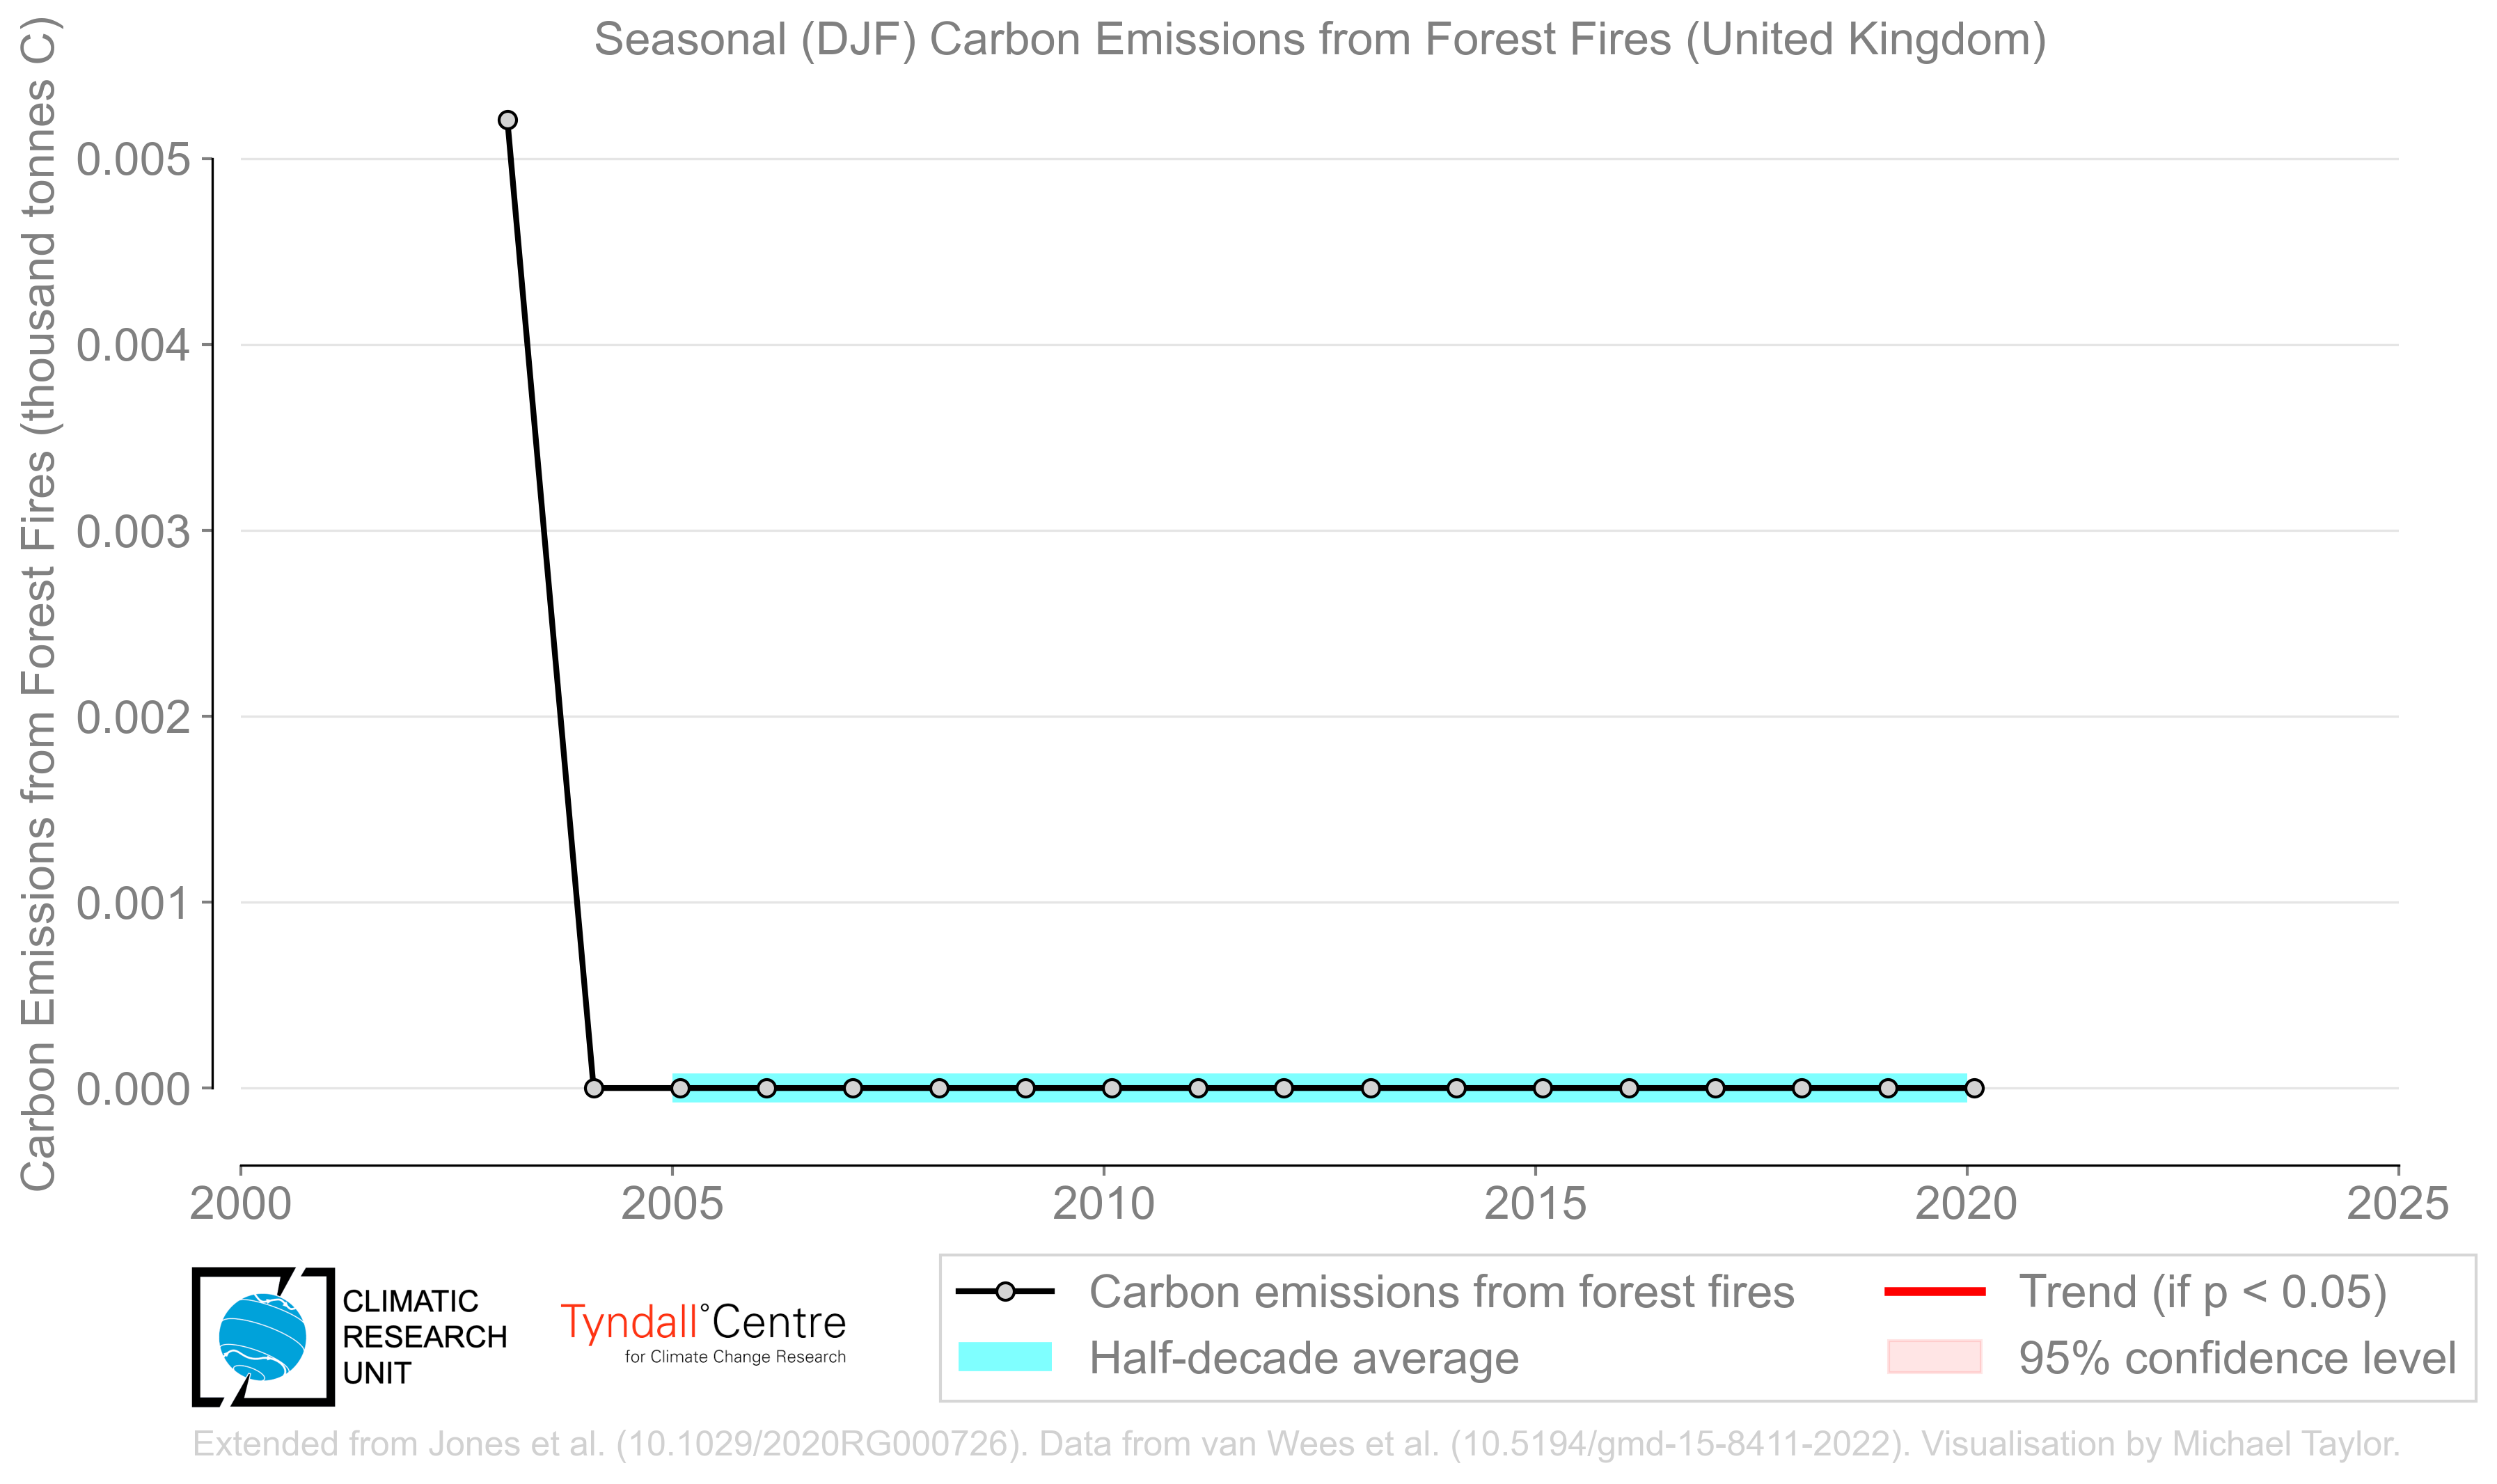 Seasonal (DJF) Carbon Emissions from Forest Fires (United Kingdom)
Carbon Emissions from Forest Fires (thousand tonnes C)
0.005
0.004
0.003
0.002
0.001
0.000
2000
2005
2010
2015
2020
2025
CLIMATIC
RESEARCH
UNIT
Tyndall°Centre
for Climate Change Research
Carbon emissions from forest fires
Half-decade average
Trend (if p < 0.05)
95% confidence level
Extended from Jones et al. (10.1029/2020RG000726). Data from van Wees et al. (10.5194/gmd-15-8411-2022). Visualisation by Michael Taylor.